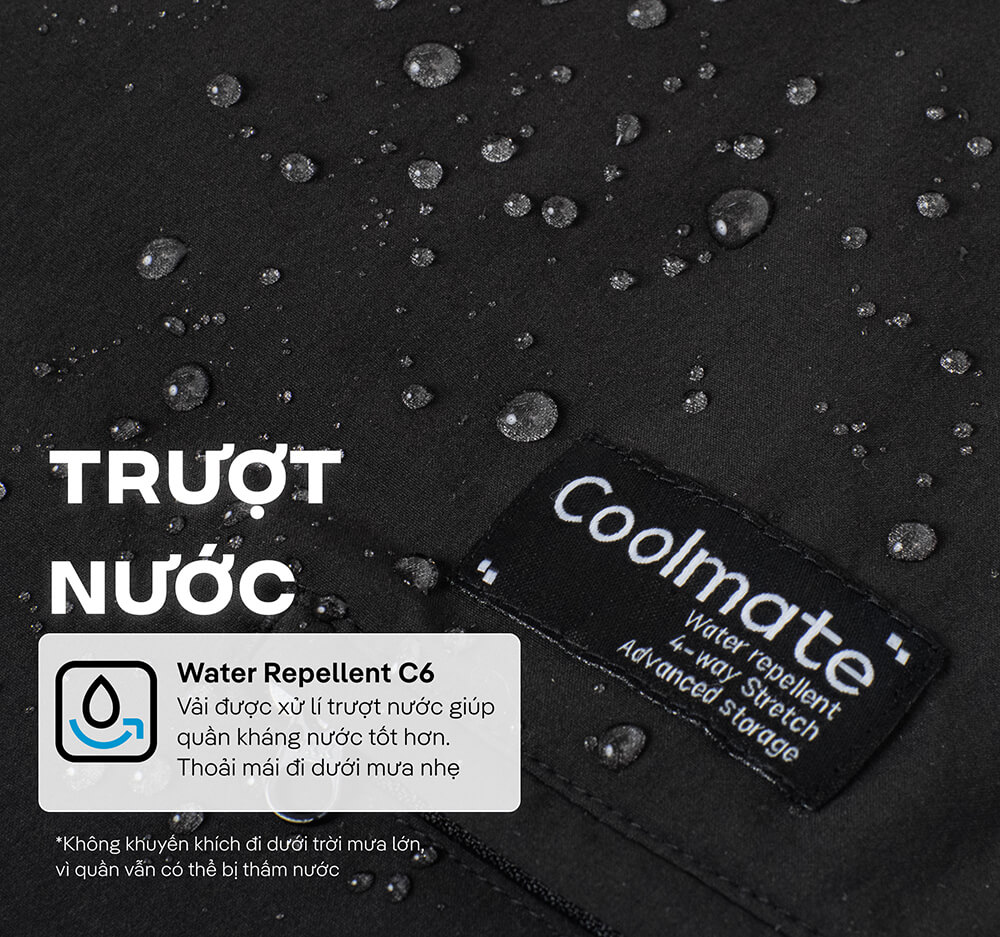 TRƯỢT
NƯỚC
Coolmate
Water repellent
4-way Stretch
Advanced storage
Water Repellent C6
Vải được xử lí trượt nước giúp
quần kháng nước tốt hơn.
Thoải mái đi dưới mưa nhẹ
*Không khuyến khích đi dưới trời mưa lớn,
vì quần vẫn có thể bị thấm nước